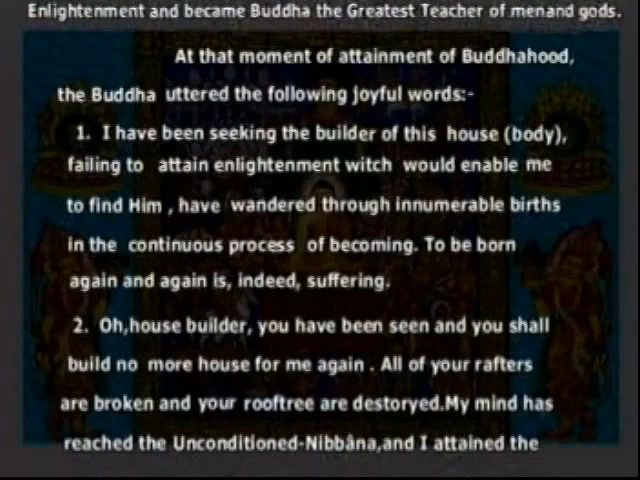 Enlightenment and became Buddha the Greatest Teacher of menand gods.
At that moment of attainment of Buddhahood,
the Buddha uttered the following joyful words:-
1. I have been seeking the builder of this house (body),
failing to attain enlightenment witch would enable me
to find Him , have wandered through innumerable births
in the continuous process of becoming. To be born
again and again is, indeed, suffering.
2. Oh,house builder, you have been seen and you shall
build no more house for me again . All of your rafters
are broken and your rooftree are destoryed.My mind has
reached the Unconditioned-Nibbâna,and I attained the